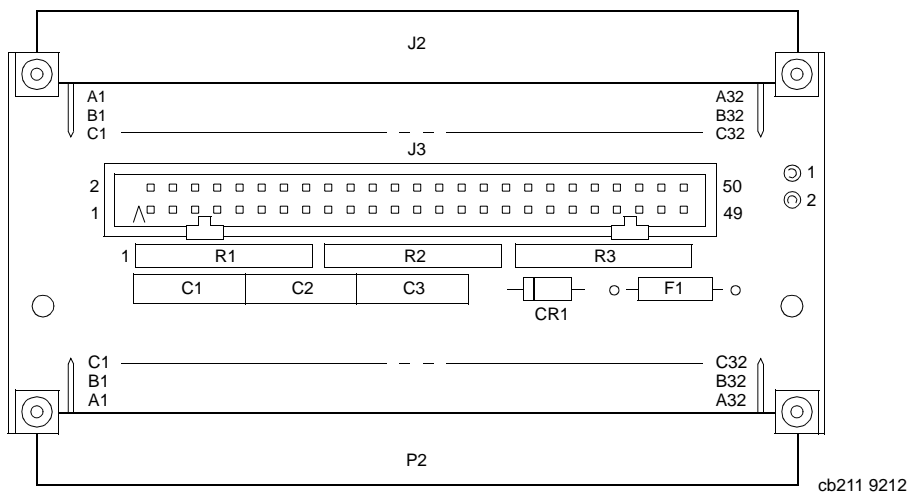 J2
A1 A32
B1 B32
C1 C32
J3
2 50 1
1 49 2
1 R1 R2 R3
C1 C2 C3 F1
CR1
C1 C32
B1 B32
A1 A32
P2
cb211 9212